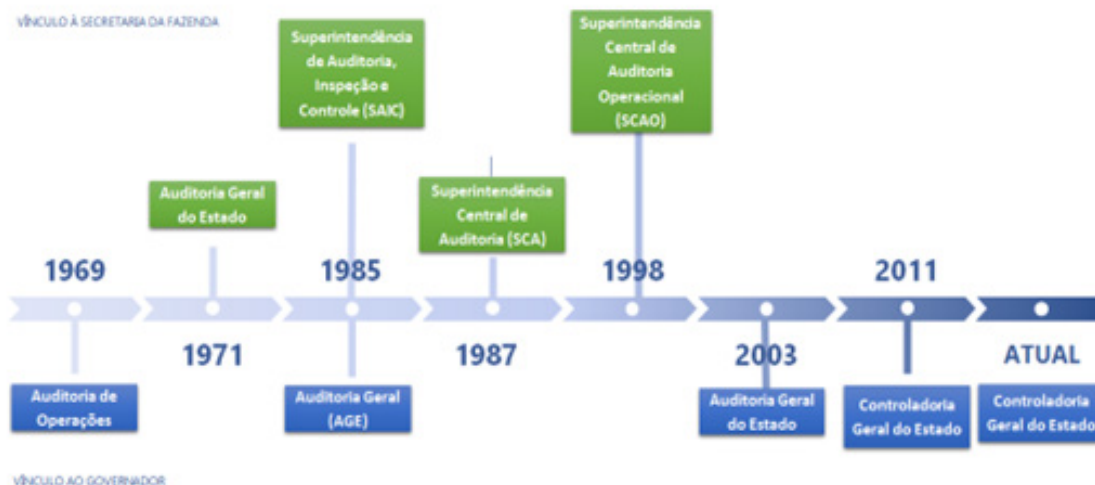 VÍNCULO À SECRETARIA DA FAZENDA
Superintendência
de Auditoria,
Inspeção e
Controle (SAIC)
Superintendência
Central de
Auditoria
Operacional
(SCAO)
Auditoria Geral
do Estado
Superintendência
Central de
Auditoria (SCA)
1969
1985
1998
2011
1971
1987
2003
ATUAL
Auditoria de
Operações
Auditoria Geral
(AGE)
Auditoria Geral
do Estado
Controladoria
Geral do Estado
Controladoria
Geral do Estado
VÍNCULO AO GOVERNADOR